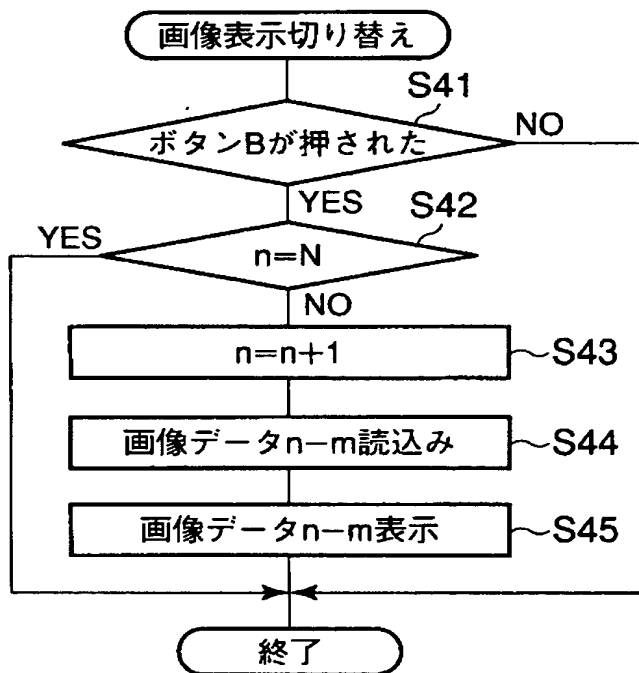 画像表示切り替え
S41
ボタンBが押された
NO
YES
S42
YES
n=N
NO
n=n+1
S43
画像データn-m読込み
S44
画像データn-m表示
S45
終了